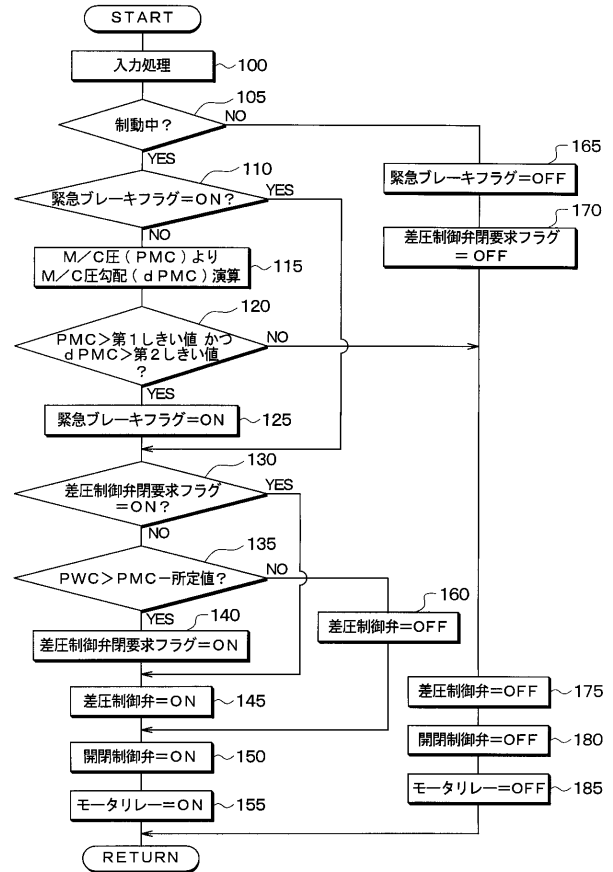 START
入力処理
100
105
制動中?
NO
YES
110
165
緊急ブレーキフラグ=OFF
緊急ブレーキフラグ=ON?
YES
NO
170
差圧制御弁閉要求フラグ
=OFF
M/C圧(PMC)より
M/C圧勾配(dPMC)演算
115
120
PMC>第1しきい値 かつ
dPMC>第2しきい値
?
NO
YES
緊急ブレーキフラグ=ON
125
130
差圧制御弁閉要求フラグ
=ON?
YES
NO
135
PWC>PMC-所定値?
NO
YES
140
160
差圧制御弁=OFF
差圧制御弁閉要求フラグ=ON
差圧制御弁=ON
145
差圧制御弁=OFF
175
開閉制御弁=ON
150
開閉制御弁=OFF
180
モータリレー=ON
155
モータリレー=OFF
185
RETURN